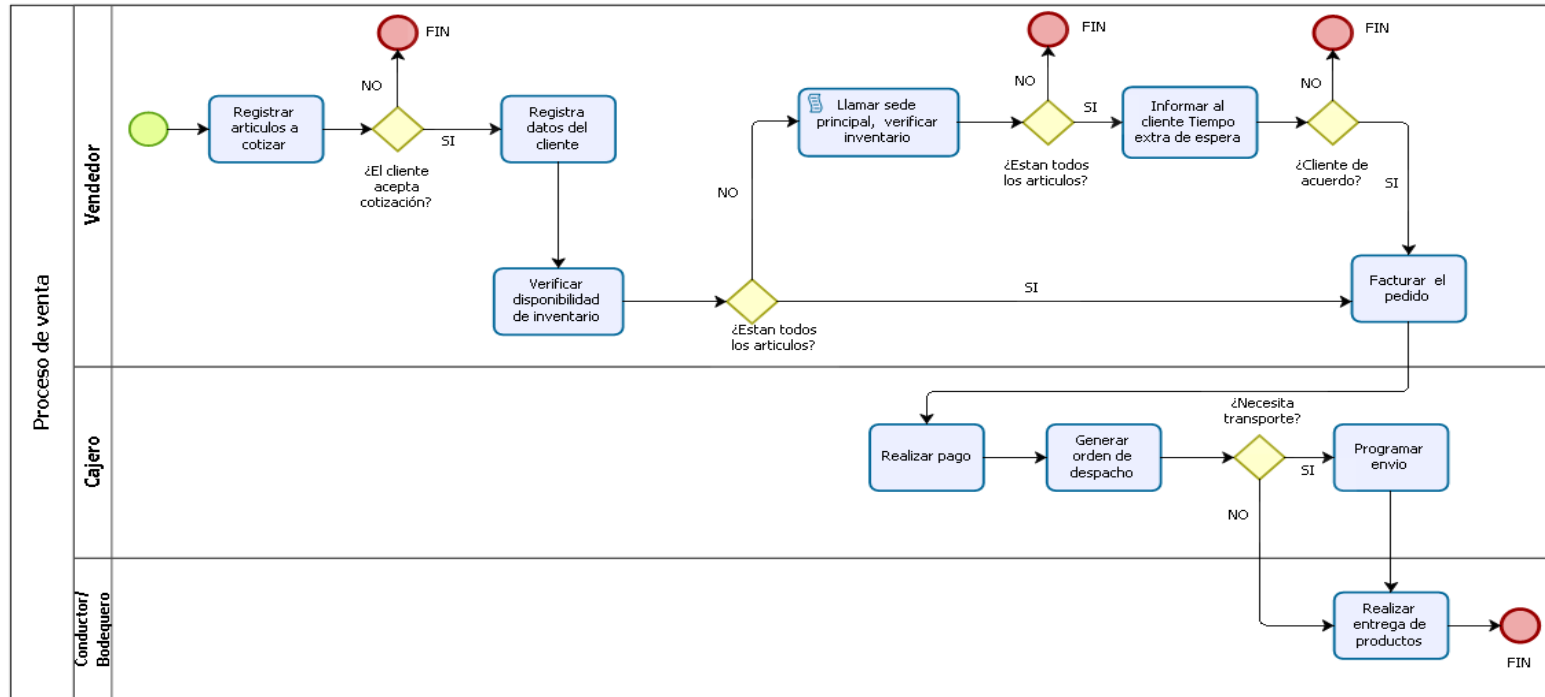 Proceso de venta
Vendedor
Registrar
articulos a
cotizar
NO
FIN
SI
¿El cliente
acepta
cotización?
Registra
datos del
cliente
Verificar
disponibilidad
de inventario
NO
SI
¿Estan todos
los articulos?
Llamar sede
principal, verificar
inventario
NO
FIN
SI
¿Estan todos
los articulos?
Informar al
cliente Tiempo
extra de espera
NO
FIN
¿Cliente de
acuerdo?
SI
Facturar el
pedido
Cajero
Realizar pago
Generar
orden de
despacho
¿Necesita
transporte?
SI
NO
Programar
envio
Conductor/
Bodequero
Realizar
entrega de
productos
FIN